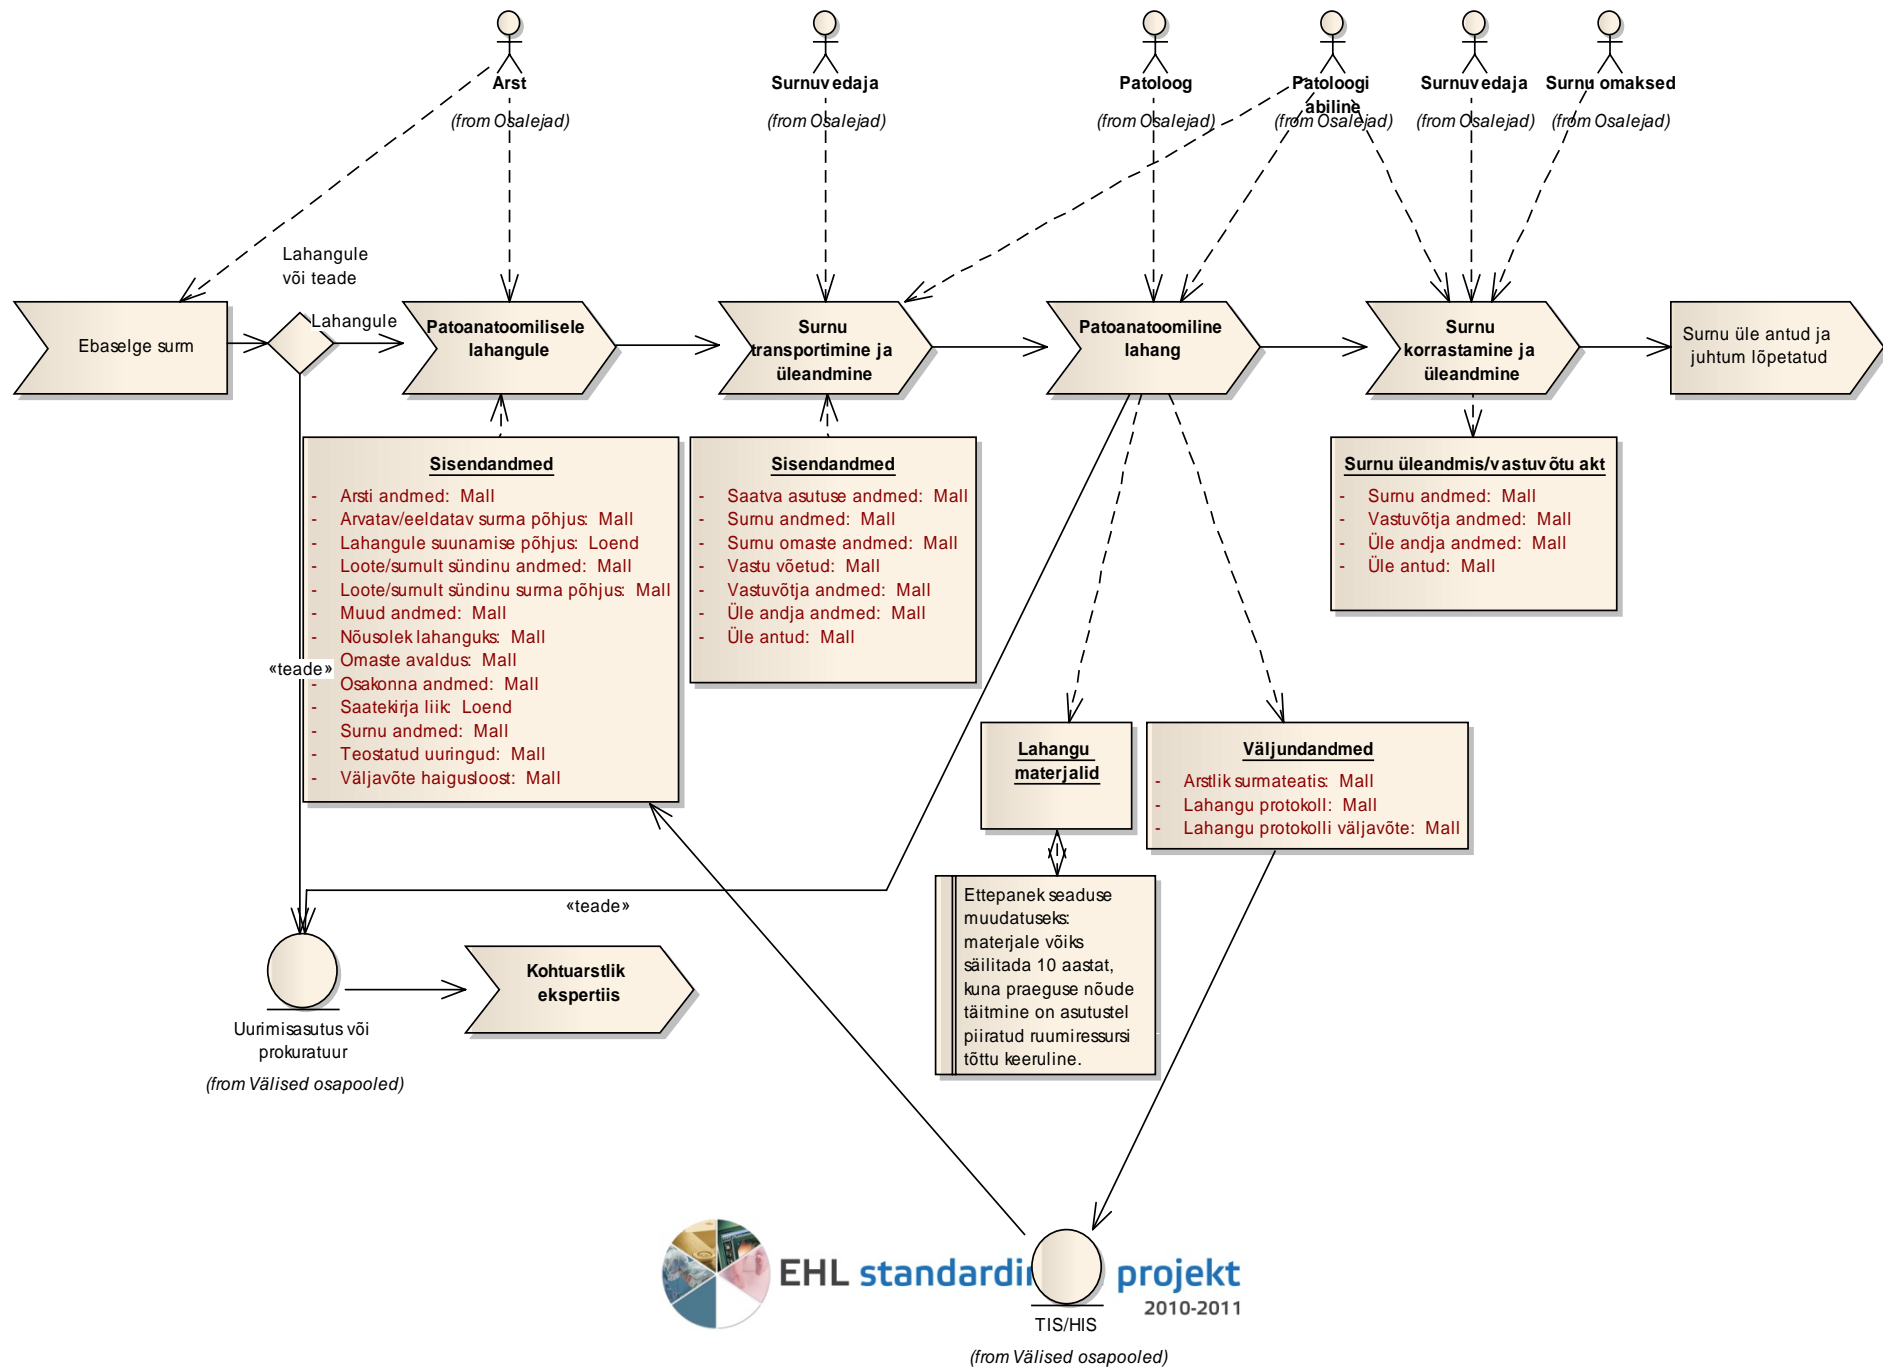 Arst
(from Osalejad)
Surnuvedaja
(from Osalejad)
Patoloog
(from Osalejad)
Patoloogi
abiline
(from Osalejad)
Surnuvedaja
(from Osalejad)
Surnu omaksed
(from Osalejad)
Lahangule
või teade
Lahangule
Ebaselge surm
Patoanatoomilisele
lahangule
Surnu
transportimine ja
üleandmine
Patoanatoomiline
lahang
Surnu
korrastamine ja
üleandmine
Surnu üle antud ja
juhtum lõpetatud
Sisendandmed
- Arsti andmed: Mall
- Arvatav/eeldatav surma põhjus: Mall
- Lahangule suunamise põhjus: Loend
- Loote/surnult sündinu andmed: Mall
- Loote/surnult sündinu surma põhjus: Mall
- Muud andmed: Mall
- Nõusolek lahanguks: Mall
Omaste avaldus: Mall
- Osakonna andmed: Mall
- Saatekirja liik: Loend
- Surnu andmed: Mall
- Teostatud uuringud: Mall
- Väljavõte haigusloost: Mall
«teade»
Sisendandmed
- Saatva asutuse andmed: Mall
- Surnu andmed: Mall
- Surnu omaste andmed: Mall
- Vastu võetud: Mall
- Vastuvõtja andmed: Mall
- Üle andja andmed: Mall
- Üle antud: Mall
Surnu üleandmis/vastuvõtu akt
- Surnu andmed: Mall
- Vastuvõtja andmed: Mall
- Üle andja andmed: Mall
- Üle antud: Mall
Lahangu
materjalid
Väljundandmed
- Arstlik surmateatis: Mall
- Lahangu protokoll: Mall
- Lahangu protokolli väljavõte: Mall
Ettepanek seaduse
muudatuseks:
materjale võiks
säilitada 10 aastat,
kuna praeguse nõude
täitmine on asutustel
piiratud ruumiressursi
tõttu keeruline.
«teade»
Uurimisasutus või
prokuratuur
(from Välised osapooled)
Kohtuarstlik
ekspertiis
EHL projekt
2010-2011
TIS/HIS
(from Välised osapooled)